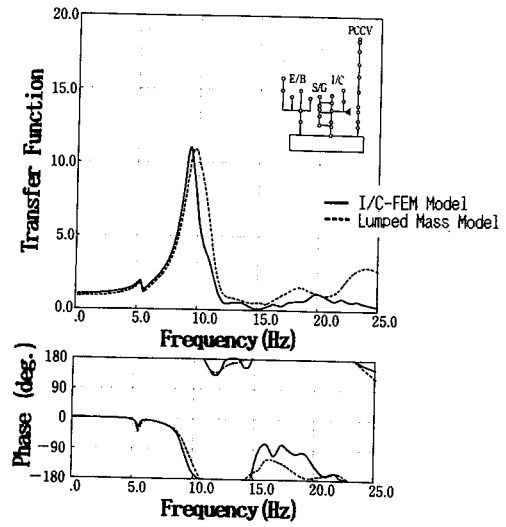 20.0
15.0
10.0
5.0
0.0
Transfer Function
PCCV
E/B
S/G
I/C
I/C-FEM Model
Lumped Mass Model
.0 5.0 10.0 15.0 20.0 25.0
Frequency(Hz)
180
90
0
-90
-180
Phase (deg.)
.0 5.0 10.0 15.0 20.0 25.0
Frequency(Hz)